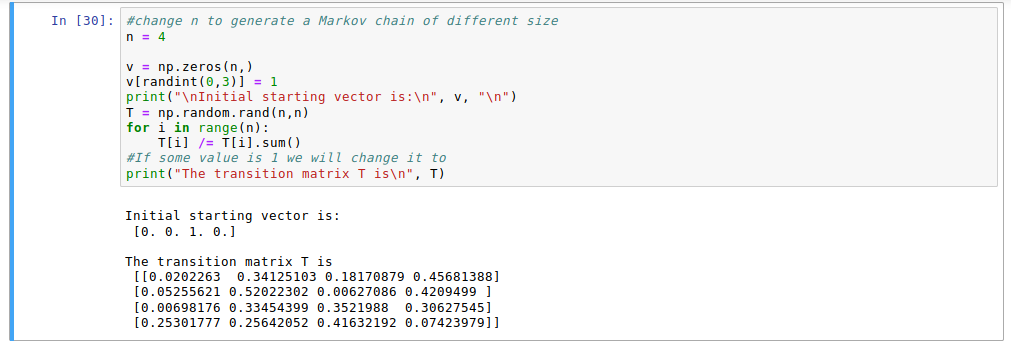 In [30]: #change n to generate a Markov chain of different size
n = 4
v = np.zeros(n,)
v[randint(0,3)] = 1
print("\nInitial starting vector is:\n", v, "\n")
T = np.random.rand(n,n)
for i in range(n):
    T[i] /= T[i].sum()
#If some value is 1 we will change it to
print("The transition matrix T is\n", T)
Initial starting vector is:
 [0. 0. 1. 0.]
The transition matrix T is
 [[0.0202263  0.34125103 0.18170879 0.45681388]
 [0.05255621 0.52022302 0.00627086 0.4209499 ]
 [0.00698176 0.33454399 0.3521988  0.30627545]
 [0.25301777 0.25642052 0.41632192 0.07423979]]